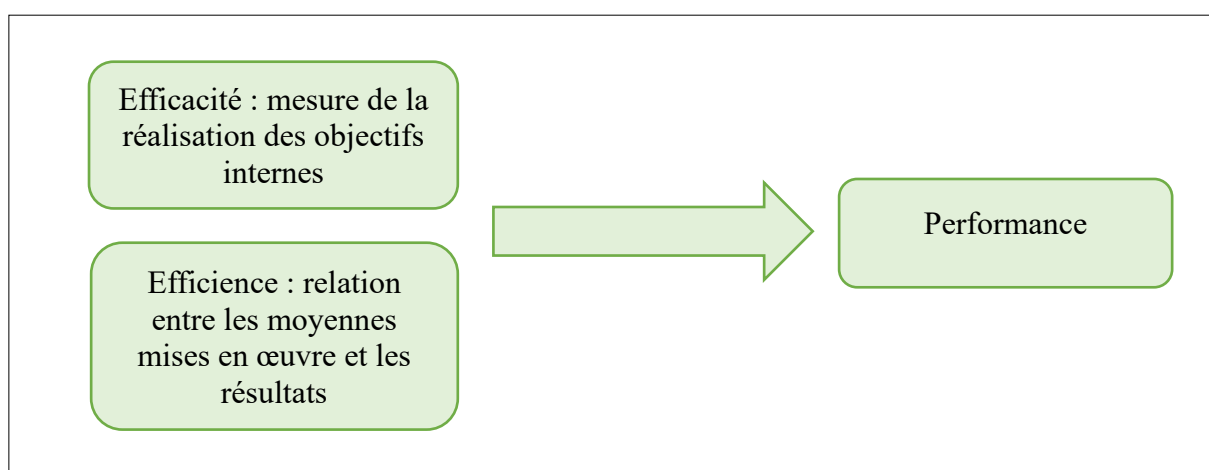 Efficacité : mesure de la
réalisation des objectifs
internes
Efficience : relation
entre les moyennes
mises en œuvre et les
résultats
Performance